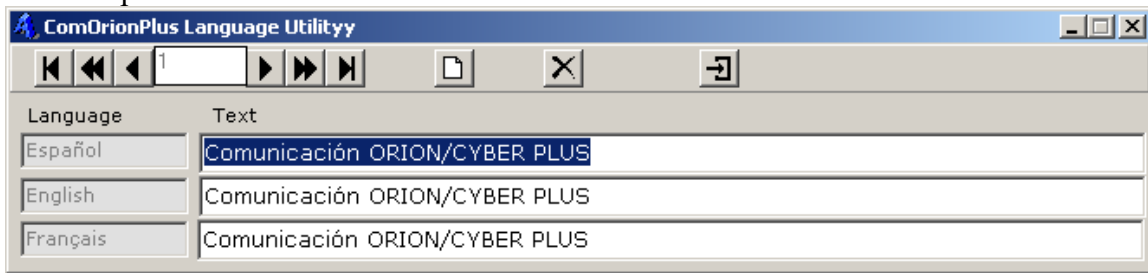 ComOrionPlus Language Utilityy
1
Language Text
Español Comunicación ORION/CYBER PLUS
English Comunicación ORION/CYBER PLUS
Français Comunicación ORION/CYBER PLUS